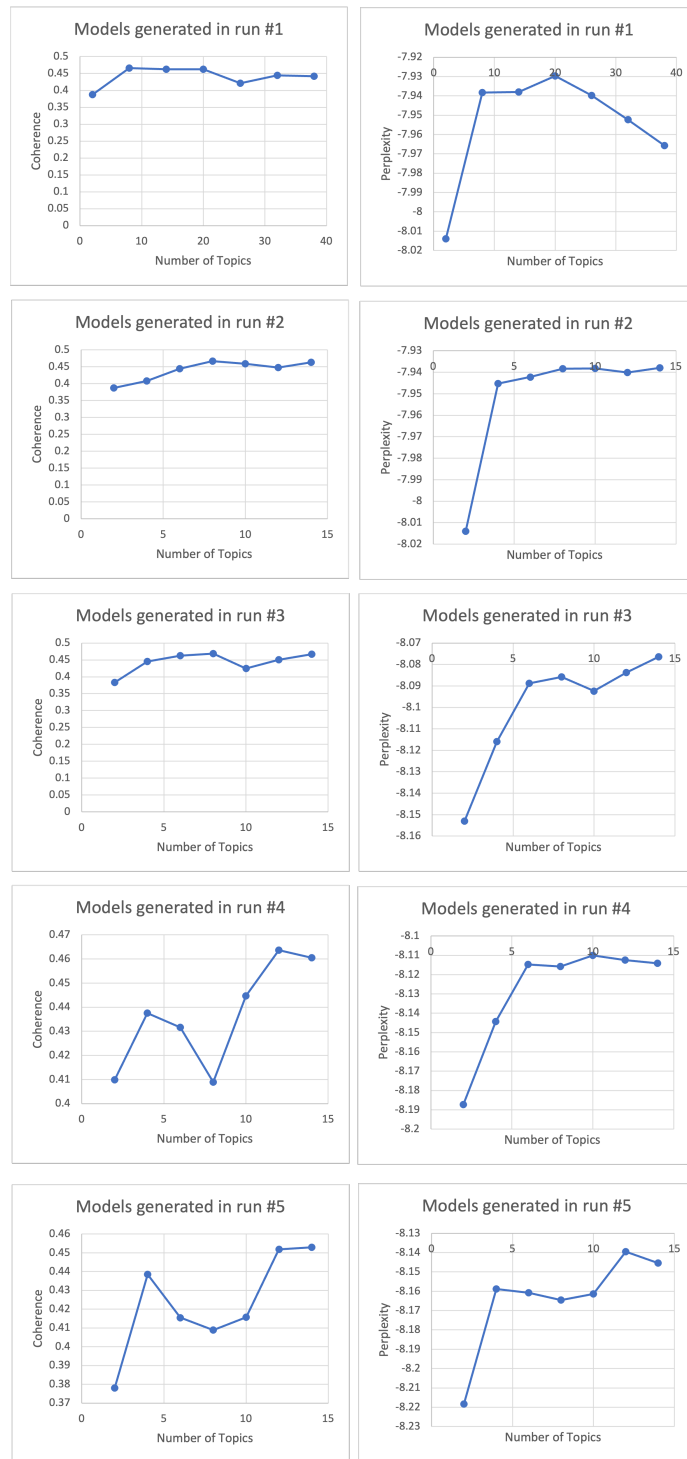 Models generated in run #1
0.5
0.45
0.4
0.35
0.3
0.25
0.2
0.15
0.1
0.05
0
0 10 20 30 40
Coherence
Number of Topics
Models generated in run #1
-7.92
-7.93
-7.94
-7.95
-7.96
-7.97
-7.98
-7.99
-8
-8.01
-8.02
0 10 20 30 40
Perplexity
Number of Topics
Models generated in run #2
0.5
0.45
0.4
0.35
0.3
0.25
0.2
0.15
0.1
0.05
0
0 5 10 15
Coherence
Number of Topics
Models generated in run #2
-7.93
-7.94
-7.95
-7.96
-7.97
-7.98
-7.99
-8
-8.01
-8.02
0 5 10 15
Perplexity
Number of Topics
Models generated in run #3
0.5
0.45
0.4
0.35
0.3
0.25
0.2
0.15
0.1
0.05
0
0 5 10 15
Coherence
Number of Topics
Models generated in run #3
-8.07
-8.08
-8.09
-8.1
-8.11
-8.12
-8.13
-8.14
-8.15
-8.16
0 5 10 15
Perplexity
Number of Topics
Models generated in run #4
0.47
0.46
0.45
0.44
0.43
0.42
0.41
0.4
0 5 10 15
Coherence
Number of Topics
Models generated in run #4
-8.1
-8.11
-8.12
-8.13
-8.14
-8.15
-8.16
-8.17
-8.18
-8.19
-8.2
0 5 10 15
Perplexity
Number of Topics
Models generated in run #5
0.46
0.45
0.44
0.43
0.42
0.41
0.4
0.39
0.38
0.37
0 5 10 15
Coherence
Number of Topics
Models generated in run #5
-8.13
-8.14
-8.15
-8.16
-8.17
-8.18
-8.19
-8.2
-8.21
-8.22
-8.23
0 5 10 15
Perplexity
Number of Topics